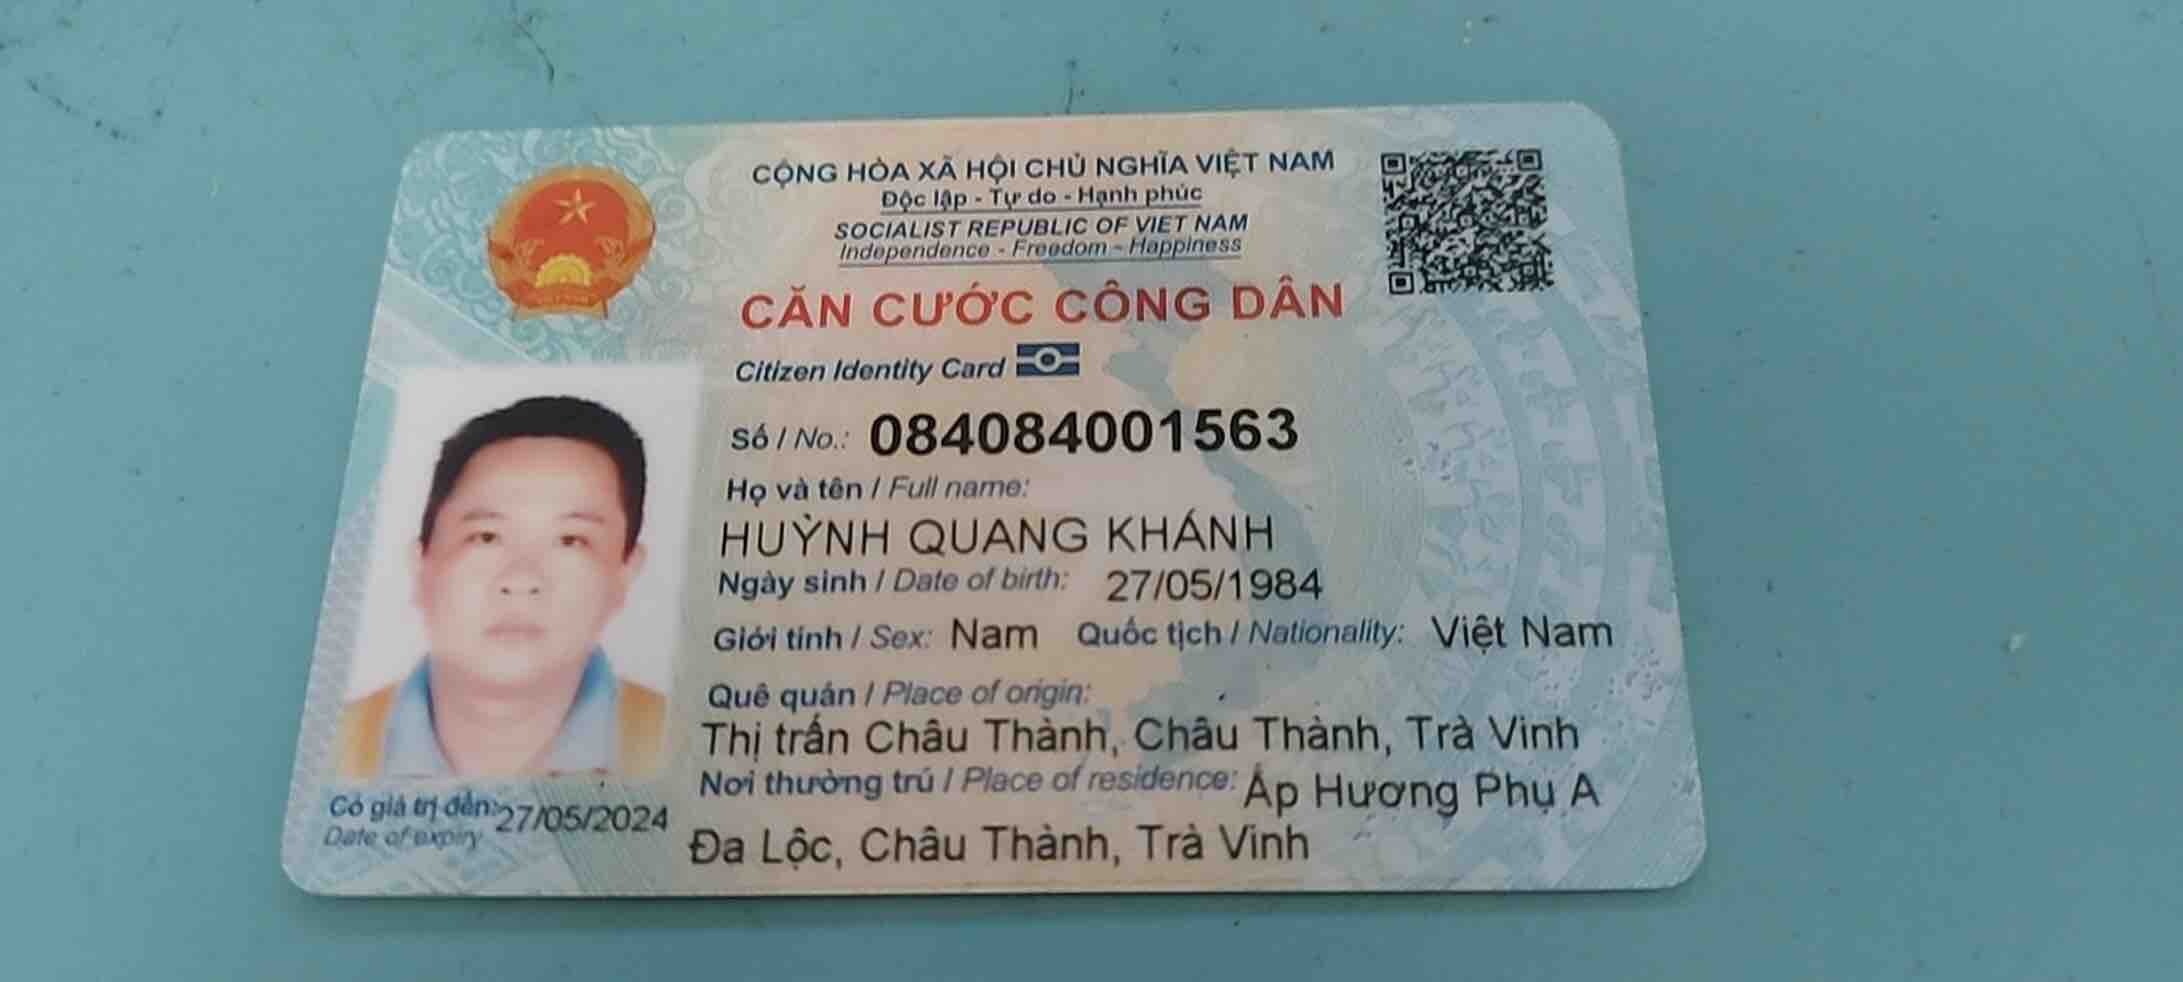 CỘNG HÒA XÃ HỘI CHỦ NGHĨA VIỆT NAM
Độc lập - Tự do - Hạnh phúc
SOCIALIST REPUBLIC OF VIET NAM
Independence - Freedom - Happiness
CĂN CƯỚC CÔNG DÂN
Citizen Identity Card
Số / No.: 084084001563
Họ và tên / Full name:
HUỲNH QUANG KHÁNH
Ngày sinh / Date of birth: 27/05/1984
Giới tính / Sex: Nam Quốc tịch / Nationality: Việt Nam
Quê quán / Place of origin:
Thị trấn Châu Thành, Châu Thành, Trà Vinh
Nơi thường trú / Place of residence: Ấp Hương Phụ A
Đa Lộc, Châu Thành, Trà Vinh
Có giá trị đến: 27/05/2024
Date of expiry